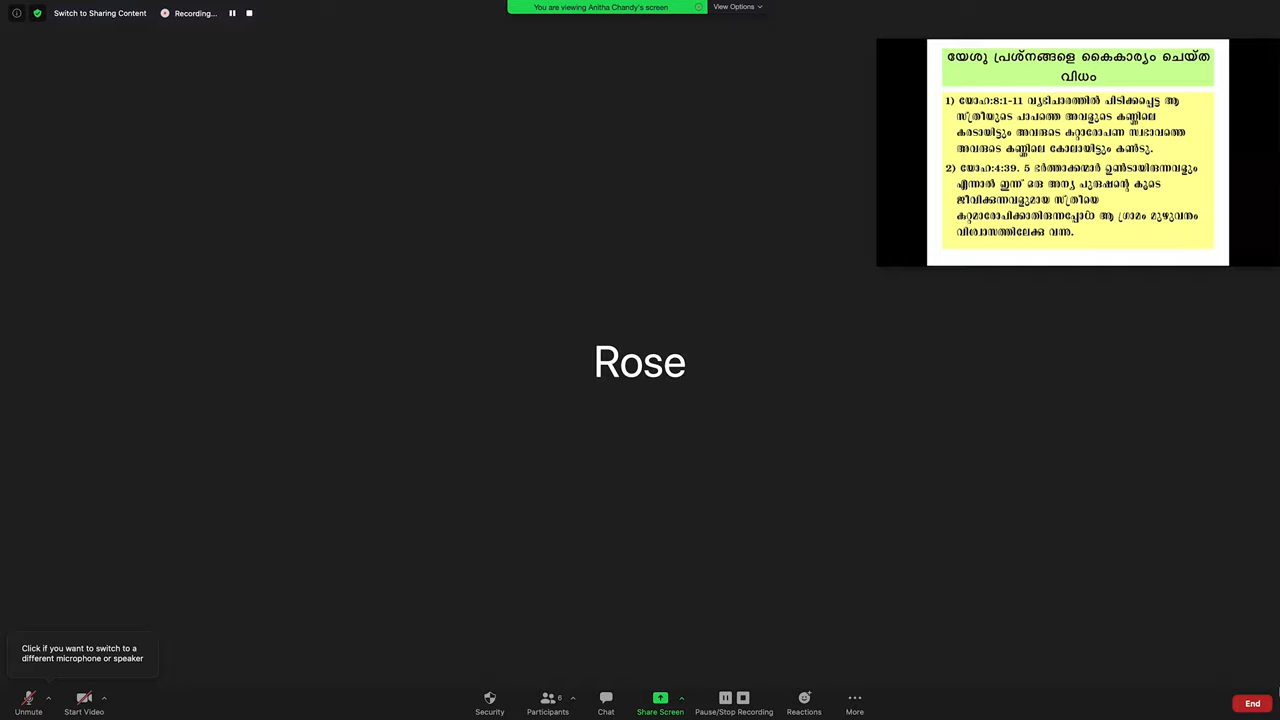 Switch to Sharing Content
Recording...
You are viewing Anitha Chandy's screen
View Options
യേശു പ്രശ്നങ്ങളെ കൈകാര്യം ചെയ്ത
വിധം
1) യോഹ:8:1-11 വ്യഭിചാരത്തിൽ പിടിക്കപ്പെട്ട ആ
സ്ത്രീയുടെ പാപത്തെ അവളുടെ കണ്ണിലെ
കരടായിട്ടും അവരുടെ കുറ്റാരോപണ സ്വഭാവത്തെ
അവരുടെ കണ്ണിലെ കോലായിട്ടും കണ്ടു.
2) യോഹ:4:39. 5 ഭർത്താക്കന്മാർ ഉണ്ടായിരുന്നവളും
എന്നാൽ ഇന്ന് ഒരു അന്യ പുരുഷന്റെ കൂടെ
ജീവിക്കുന്നവളുമായ സ്ത്രീയെ
കുറ്റമാരോപിക്കാതിരുന്നപ്പോൾ ആ ഗ്രാമം മുഴുവനും
വിശ്വാസത്തിലേക്കു വന്നു.
Rose
Click if you want to switch to a
different microphone or speaker
Unmute
Start Video
Security
6
Participants
Chat
Share Screen
Pause/Stop Recording
Reactions
More
End